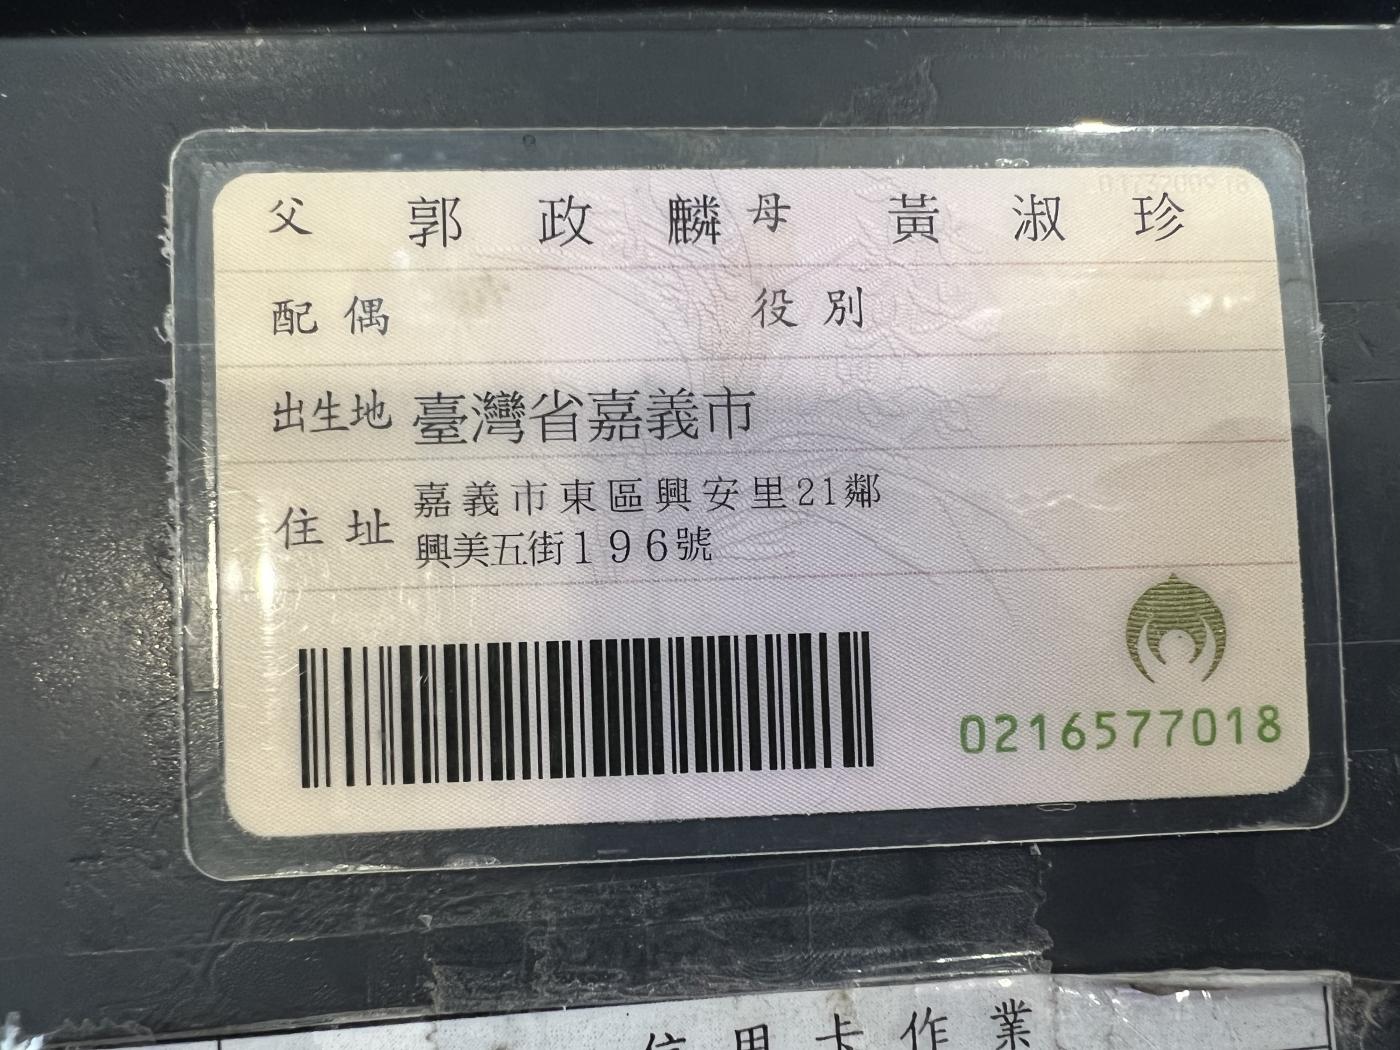 父 郭政麟 母 黃淑珍
配偶 役別
出生地 臺灣省嘉義市
住址 嘉義市東區興安里21鄰
興美五街196號
0216577018
信用卡作業